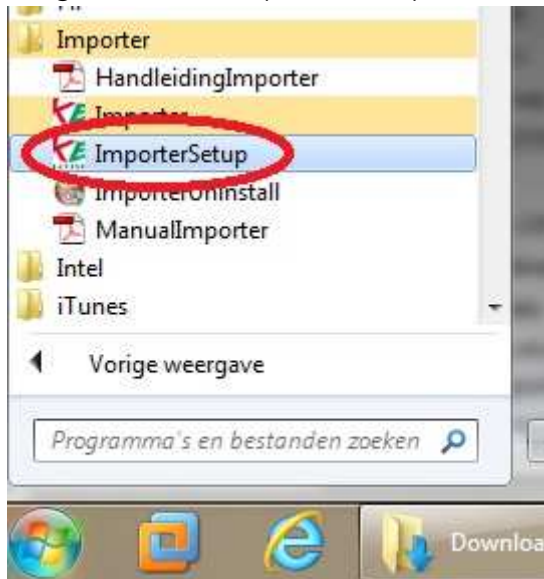 Importer
HandleidingImporter
Importer
ImporterSetup
ImporterUninstall
ManualImporter
Intel
iTunes
Vorige weergave
Programma's en bestanden zoeken
Downloa